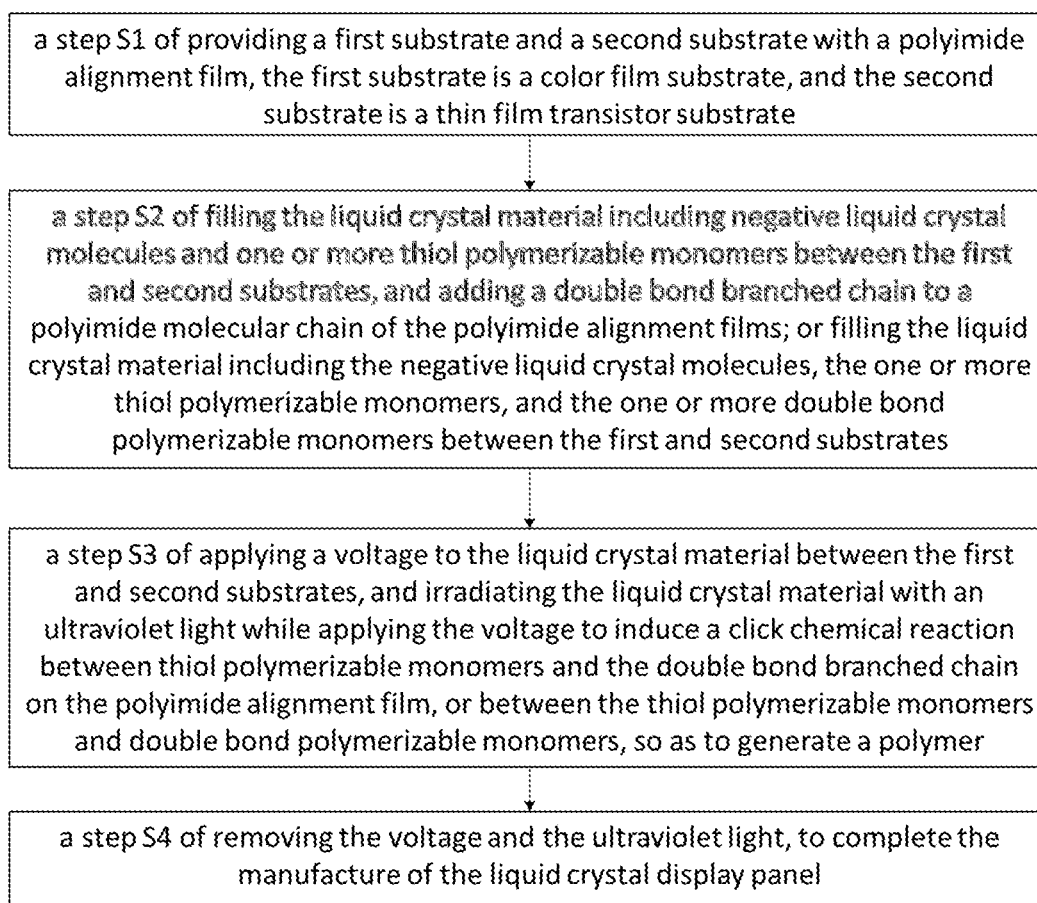 a step S1 of providing a first substrate and a second substrate with a polyimide
alignment film, the first substrate is a color film substrate, and the second
substrate is a thin film transistor substrate
a step S2 of filling the liquid crystal material including negative liquid crystal
molecules and one or more thiol polymerizable monomers between the first
and second substrates, and adding a double bond branched chain to a
polyimide molecular chain of the polyimide alignment films; or filling the liquid
crystal material including the negative liquid crystal molecules, the one or more
thiol polymerizable monomers, and the one or more double bond
polymerizable monomers between the first and second substrates
a step S3 of applying a voltage to the liquid crystal material between the first
and second substrates, and irradiating the liquid crystal material with an
ultraviolet light while applying the voltage to induce a click chemical reaction
between thiol polymerizable monomers and the double bond branched chain
on the polyimide alignment film, or between the thiol polymerizable monomers
and double bond polymerizable monomers, so as to generate a polymer
a step S4 of removing the voltage and the ultraviolet light, to complete the
manufacture of the liquid crystal display panel